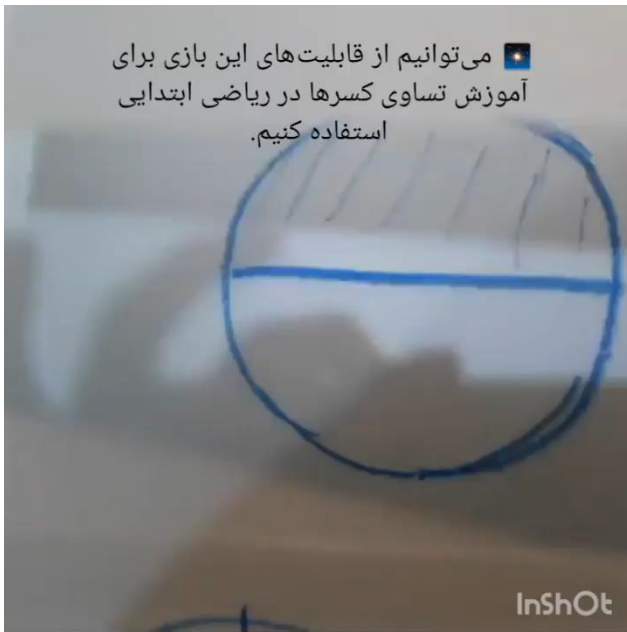 🎇 می‌توانیم از قابلیت‌های این بازی برای
آموزش تساوی کسرها در ریاضی ابتدایی
استفاده کنیم.
InShOt